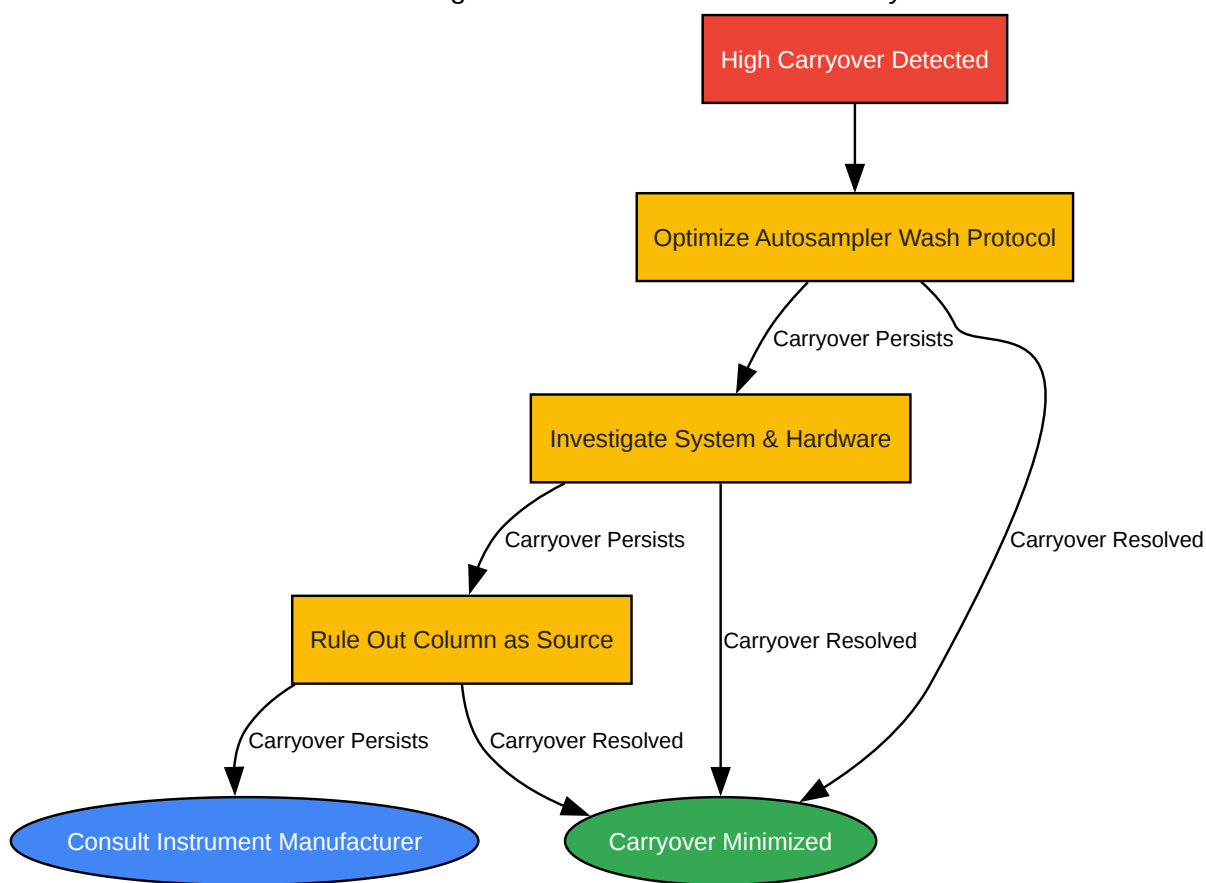 High Carryover Detected
Optimize Autosampler Wash Protocol
Carryover Persists
Investigate System & Hardware
Carryover Persists
Carryover Resolved
Rule Out Column as Source
Carryover Resolved
Carryover Persists
Carryover Resolved
Consult Instrument Manufacturer
Carryover Minimized